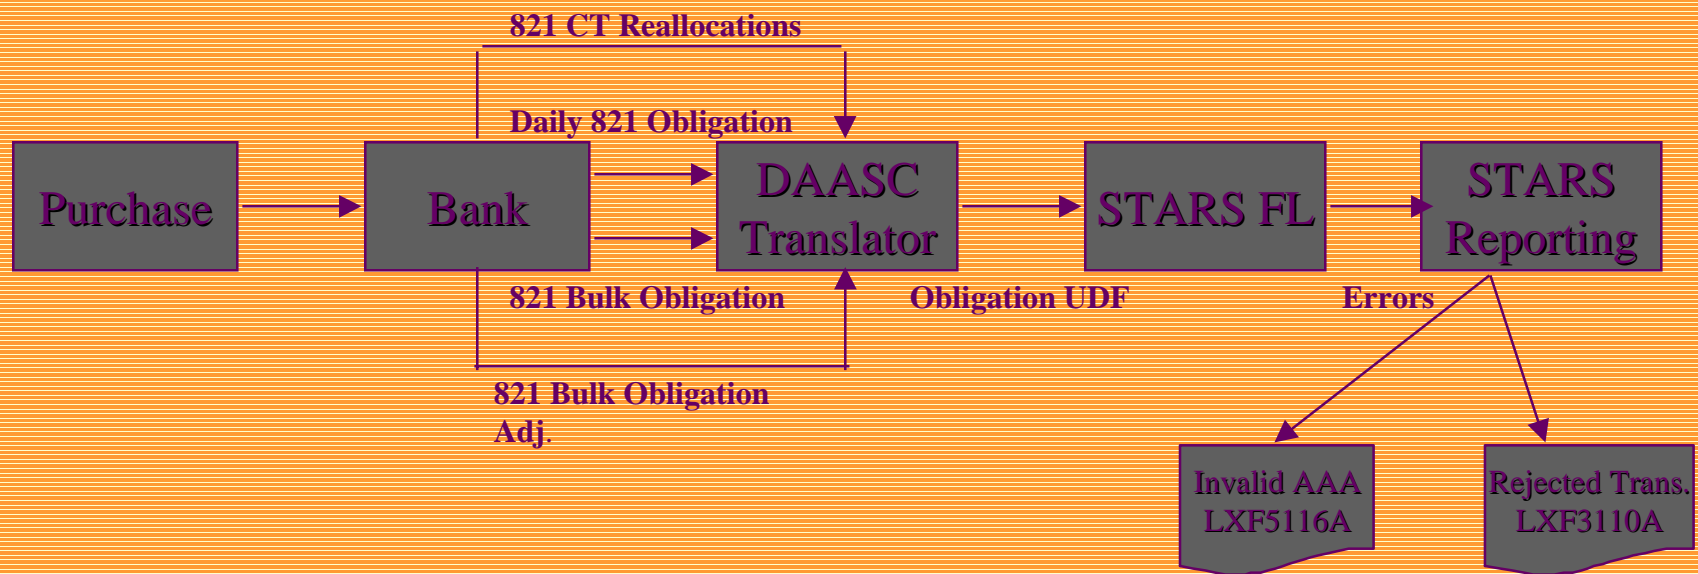 821 CT Reallocations
Daily 821 Obligation
Purchase
Bank
DAASC
Translator
STARS FL
STARS
Reporting
821 Bulk Obligation
Obligation UDF
Errors
821 Bulk Obligation
Adj.
Invalid AAA
LXF5116A
Rejected Trans.
LXF3110A